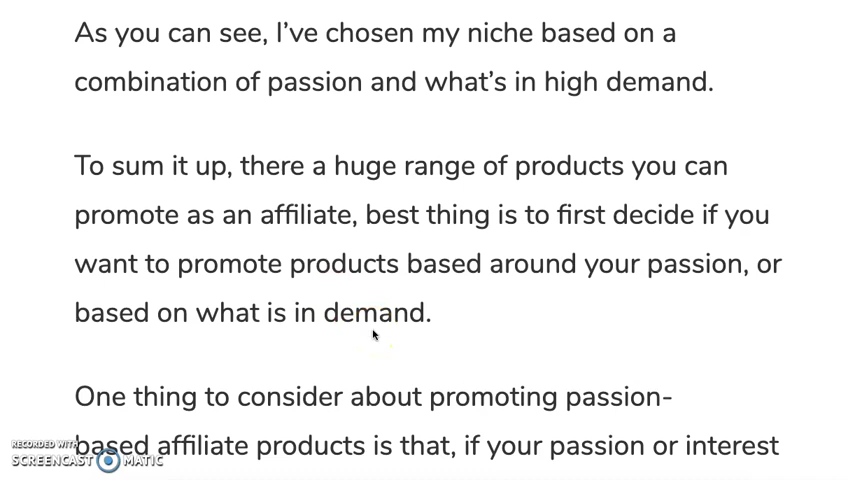 As you can see, I’ve chosen my niche based on a
combination of passion and what’s in high demand.
To sum it up, there a huge range of products you can
promote as an affiliate, best thing is to first decide if you
want to promote products based around your passion, or
based on what is in demand.
One thing to consider about promoting passion-
based affiliate products is that, if your passion or interest
RECORDED WITH
SCREENCAST MATIC